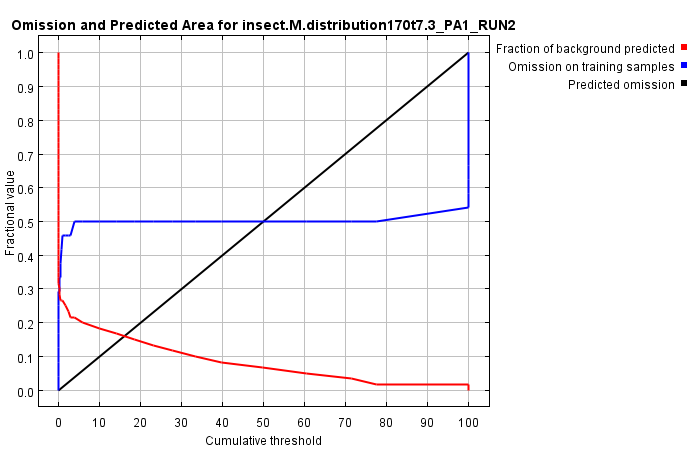 Omission and Predicted Area for insect.M.distribution170t7.3_PA1_RUN2
Fraction of background predicted
Omission on training samples
Predicted omission
1.0
0.9
0.8
0.7
0.6
0.5
0.4
0.3
0.2
0.1
0.0
Fractional value
0 10 20 30 40 50 60 70 80 90 100
Cumulative threshold